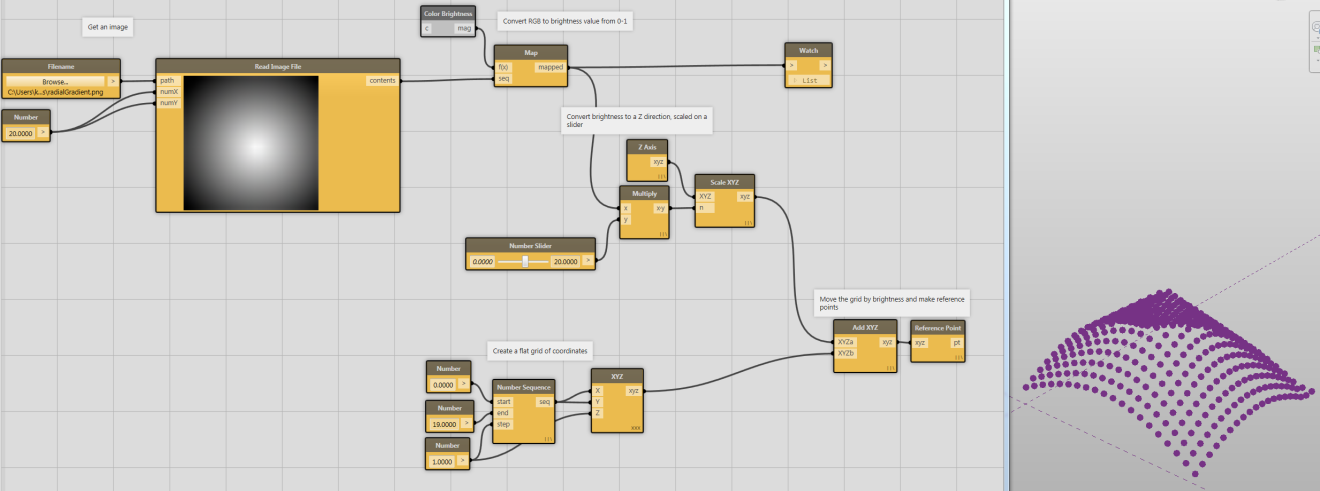 Get an image
Color Brightness
c mag
Convert RGB to brightness value from 0-1
Filename
Browse... >
C:\Users\k...s\radialGradient.png
Number
20.0000 >
Read Image File
path contents
numX
numY
Map
f(x) mapped
seq
Watch
> >
List
Convert brightness to a Z direction, scaled on a
slider
Z Axis
xyz
Multiply
x x·y
y
Scale XYZ
XYZ xyz
n
Number Slider
0.0000 20.0000 >
Move the grid by brightness and make reference
points
Add XYZ
XYZa xyz
XYZb
Reference Point
xyz pt
Create a flat grid of coordinates
Number
0.0000 >
Number
19.0000 >
Number
1.0000 >
Number Sequence
start seq
end
step
XYZ
X xyz
Y
Z
xxx